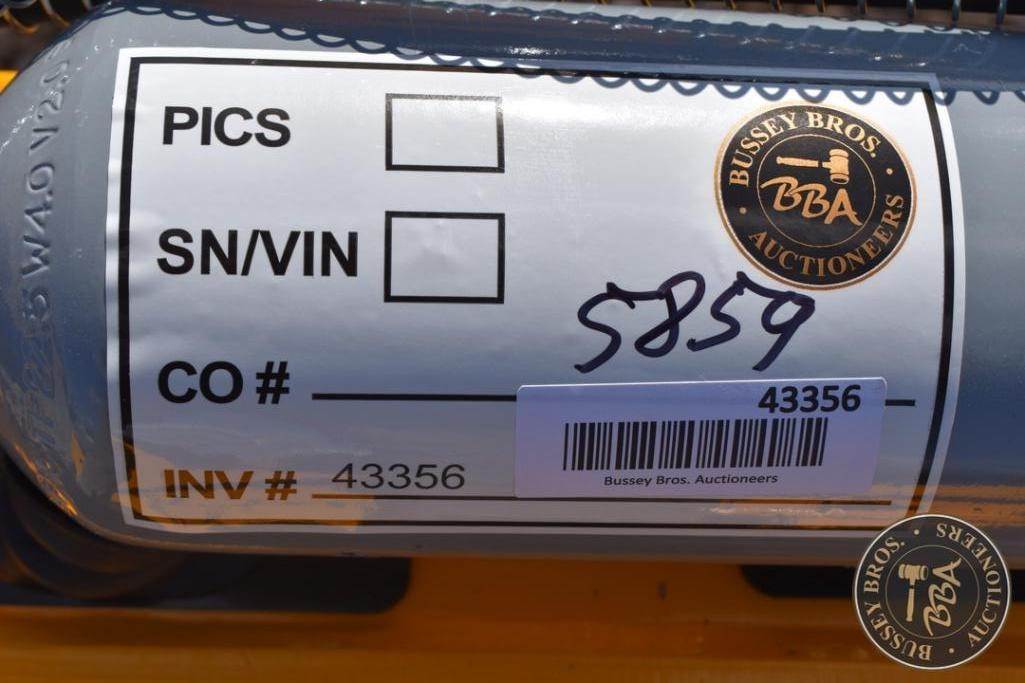 PICS
BUSSEY BROS.
BBA
AUCTIONEERS
SN/VIN
5859
CO #
43356
Bussey Bros. Auctioneers
INV # 43356
BUSSEY BROS.
BBA
AUCTIONEERS